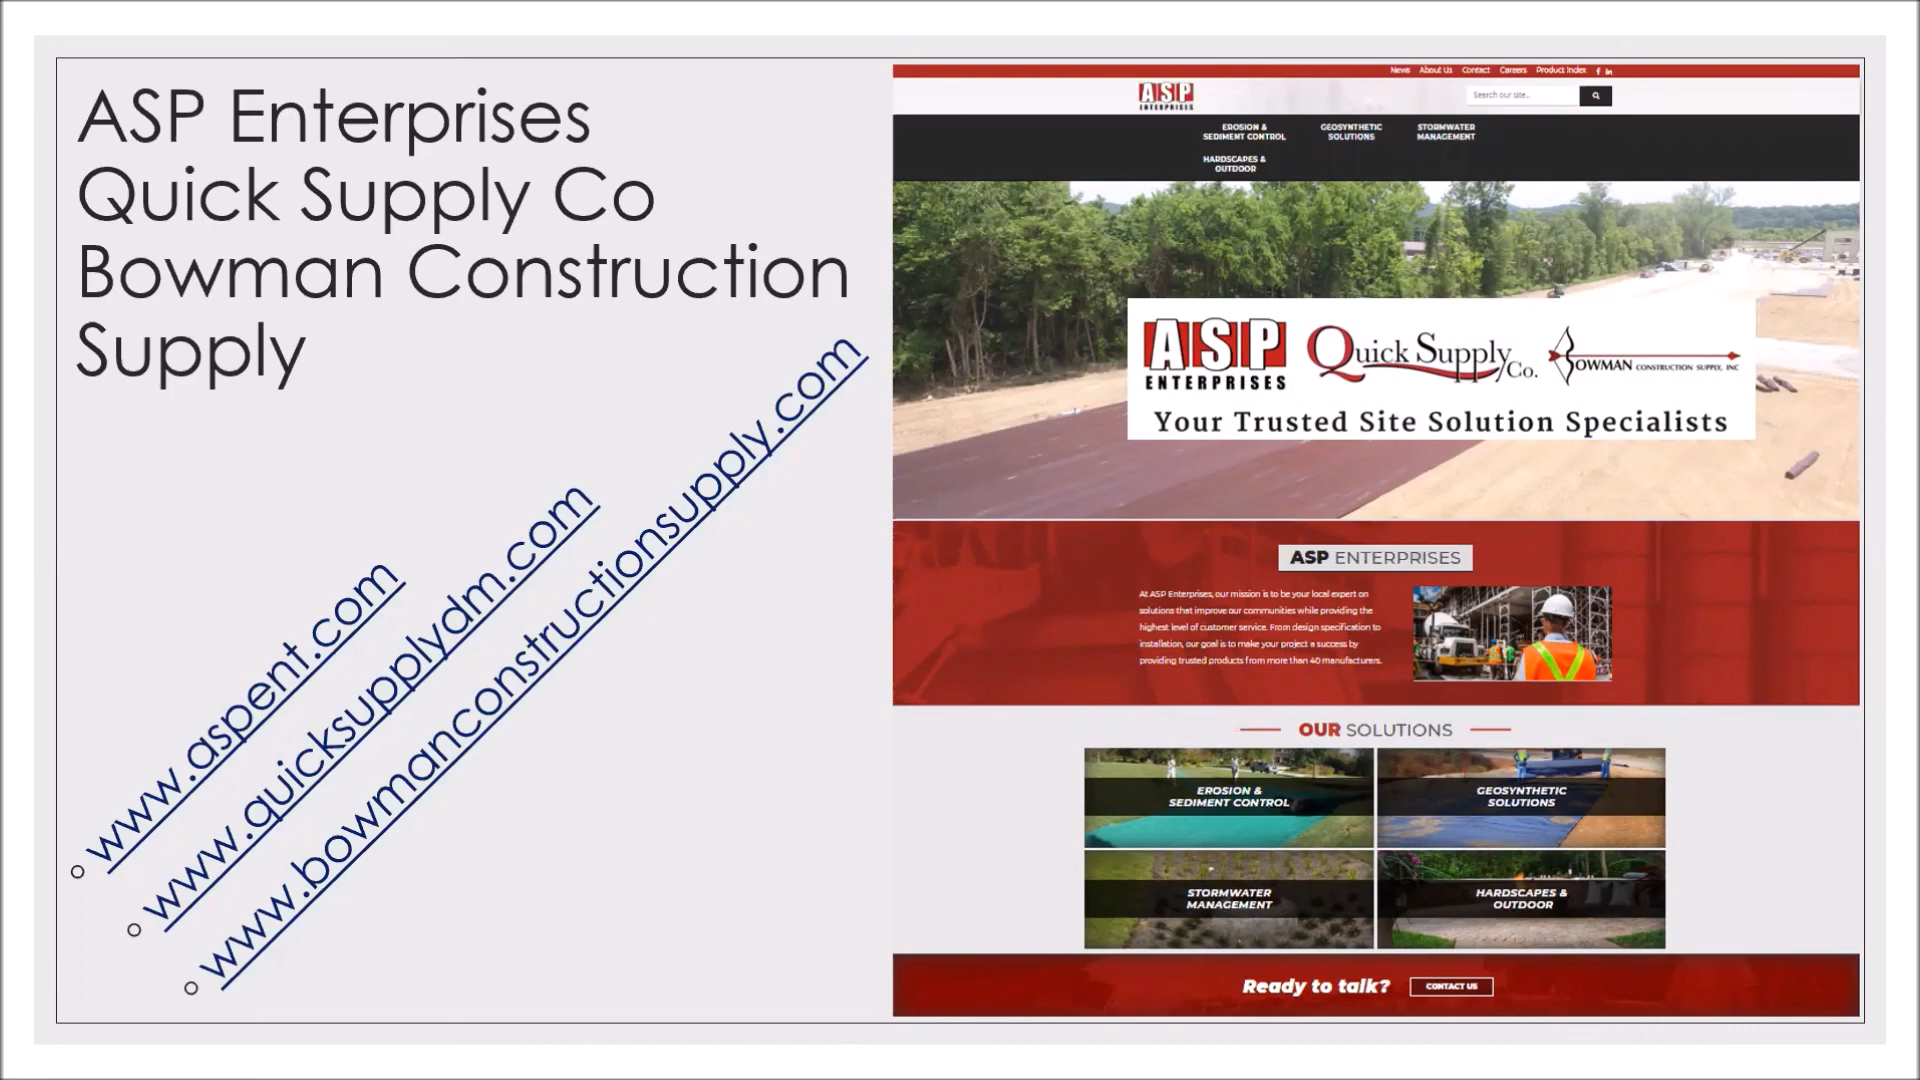 ASP Enterprises
Quick Supply Co
Bowman Construction
Supply
www.aspent.com
www.quicksupplydm.com
www.bowmanconstructionsupply.com
News About Us Contact Careers Product Index f in
ASP
ENTERPRISES
Search our site...
EROSION &
SEDIMENT CONTROL
GEOSYNTHETIC
SOLUTIONS
STORMWATER
MANAGEMENT
HARDSCAPES &
OUTDOOR
ASP
ENTERPRISES
Quick Supply Co.
BOWMAN CONSTRUCTION SUPPLY, INC
Your Trusted Site Solution Specialists
ASP ENTERPRISES
At ASP Enterprises, our mission is to be your local expert on
solutions that improve our communities while providing the
highest level of customer service. From design specification to
installation, our goal is to make your project a success by
providing trusted products from more than 40 manufacturers.
OUR SOLUTIONS
EROSION &
SEDIMENT CONTROL
GEOSYNTHETIC
SOLUTIONS
STORMWATER
MANAGEMENT
HARDSCAPES &
OUTDOOR
Ready to talk?
CONTACT US